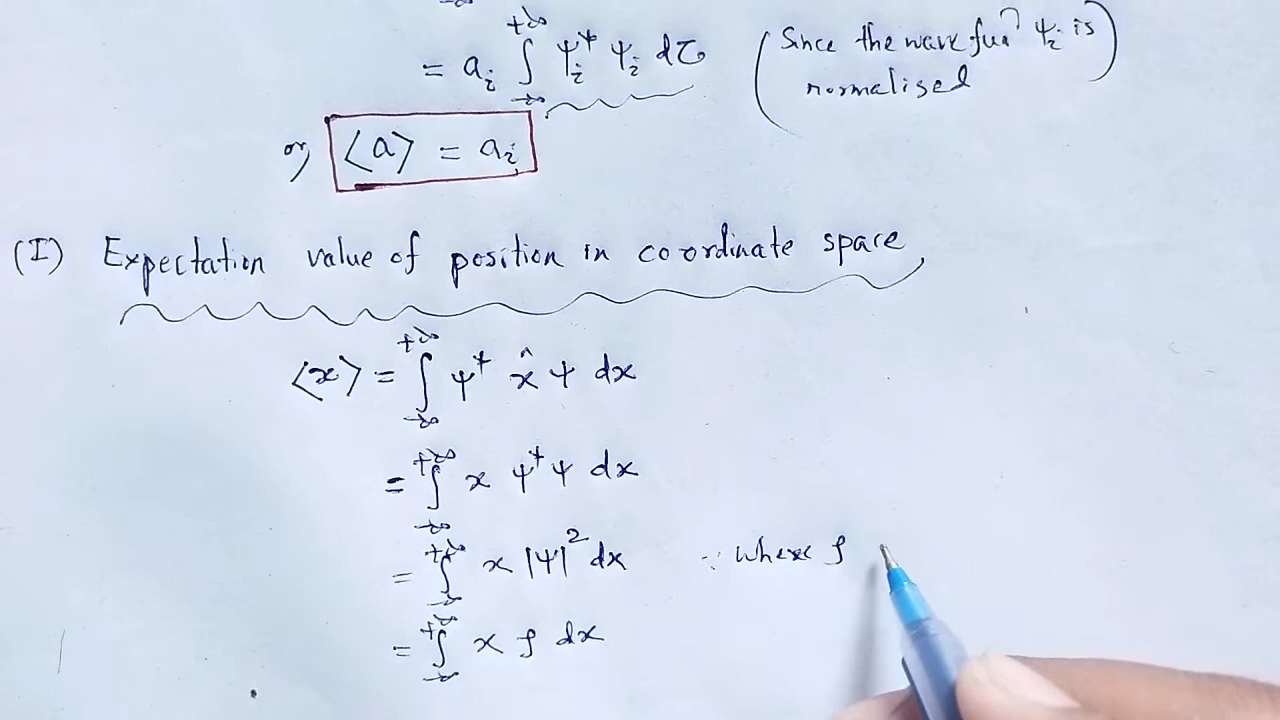 = aᵢ ∫₋∞^+∞ ψᵢ* ψᵢ dτ (Since the wave funⁿ ψᵢ is normalised)
or, ⟨a⟩ = aᵢ
(I) Expectation value of position in coordinate space,
⟨x⟩ = ∫₋∞^+∞ ψ* x̂ ψ dx
= ∫₋∞^+∞ x ψ* ψ dx
= ∫₋∞^+∞ x |ψ|² dx ∵ where ρ
= ∫₋∞^+∞ x ρ dx